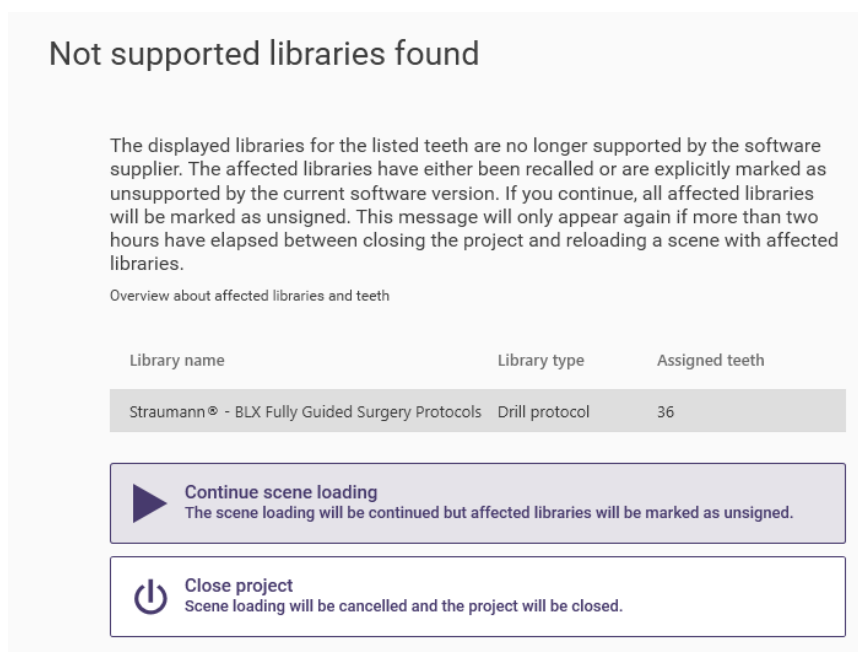 Not supported libraries found
The displayed libraries for the listed teeth are no longer supported by the software
supplier. The affected libraries have either been recalled or are explicitly marked as
unsupported by the current software version. If you continue, all affected libraries
will be marked as unsigned. This message will only appear again if more than two
hours have elapsed between closing the project and reloading a scene with affected
libraries.
Overview about affected libraries and teeth
Library name Library type Assigned teeth
Straumann® - BLX Fully Guided Surgery Protocols Drill protocol 36
Continue scene loading
The scene loading will be continued but affected libraries will be marked as unsigned.
Close project
Scene loading will be cancelled and the project will be closed.